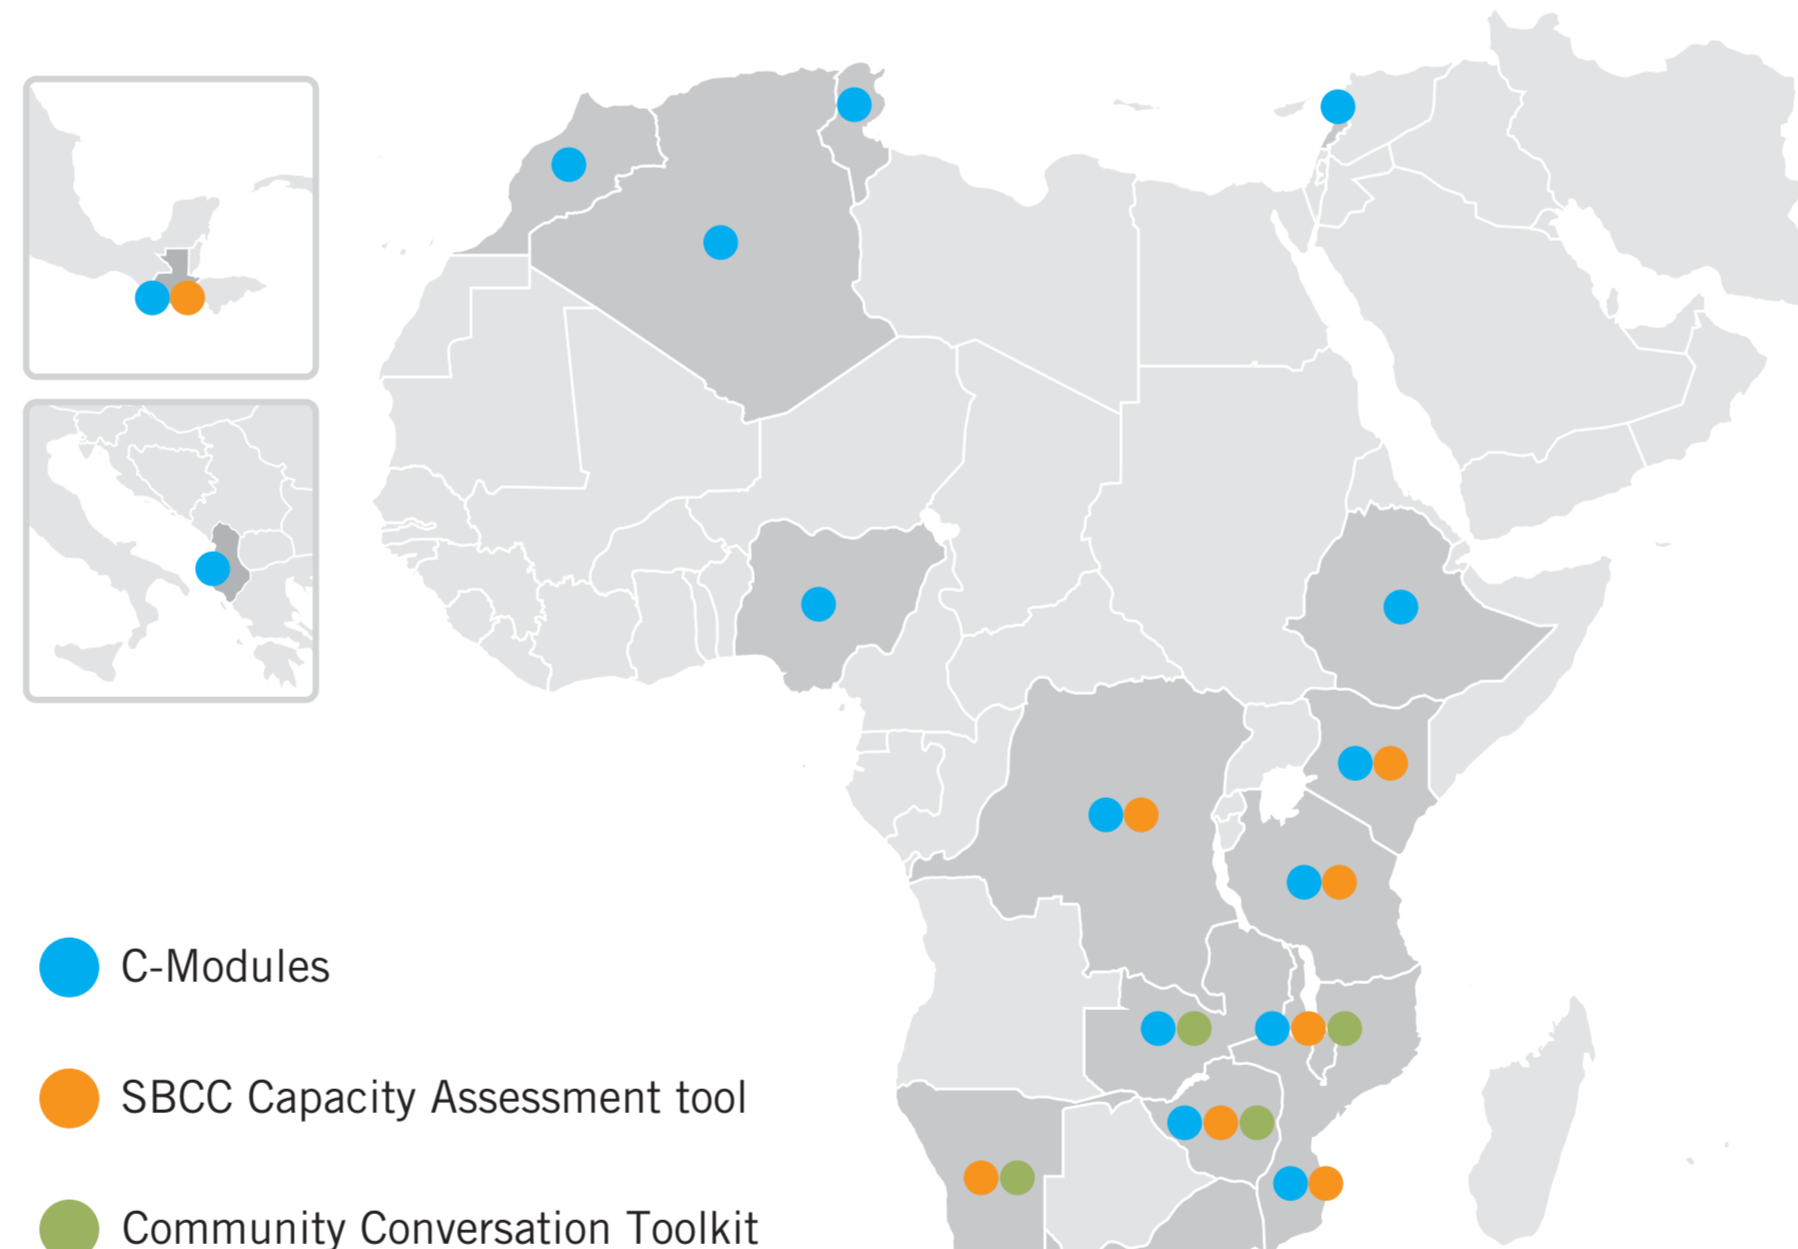 C-Modules
SBCC Capacity Assessment tool
Community Conversation Toolkit